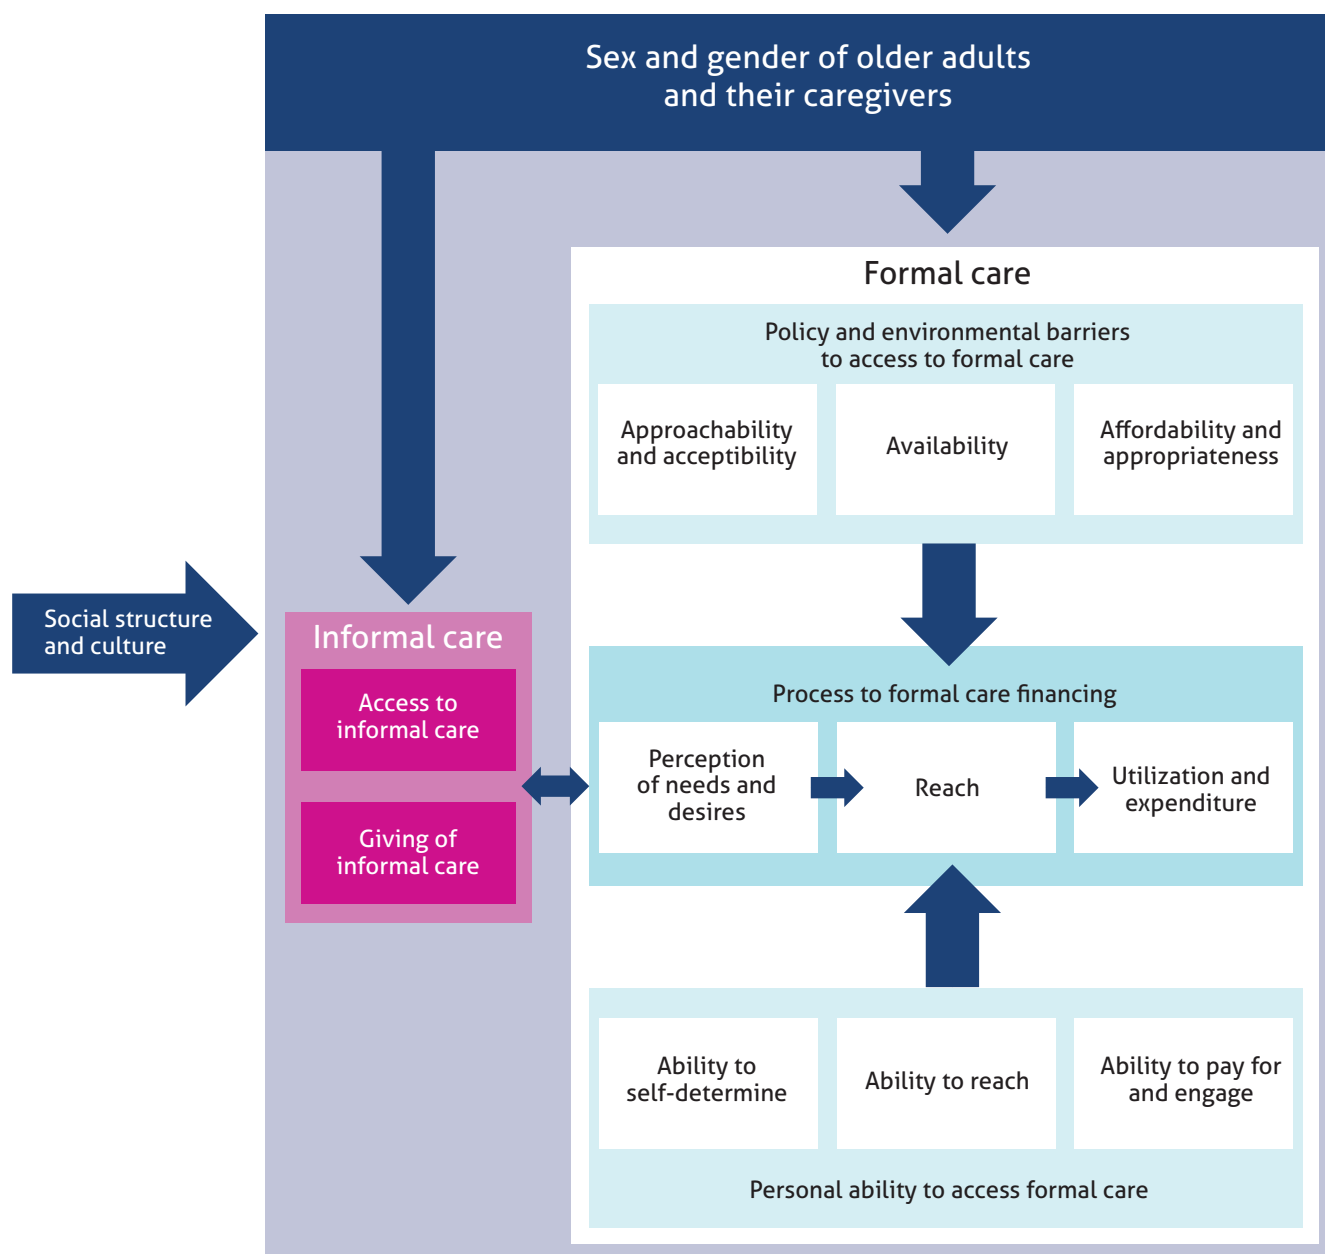 Sex and gender of older adults
and their caregivers
Formal care
Policy and environmental barriers
to access to formal care
Approachability
and acceptibility
Availability
Affordability and
appropriateness
Social structure
and culture
Informal care
Access to
informal care
Giving of
informal care
Process to formal care financing
Perception
of needs and
desires
Reach
Utilization and
expenditure
Ability to
self-determine
Ability to reach
Ability to pay for
and engage
Personal ability to access formal care